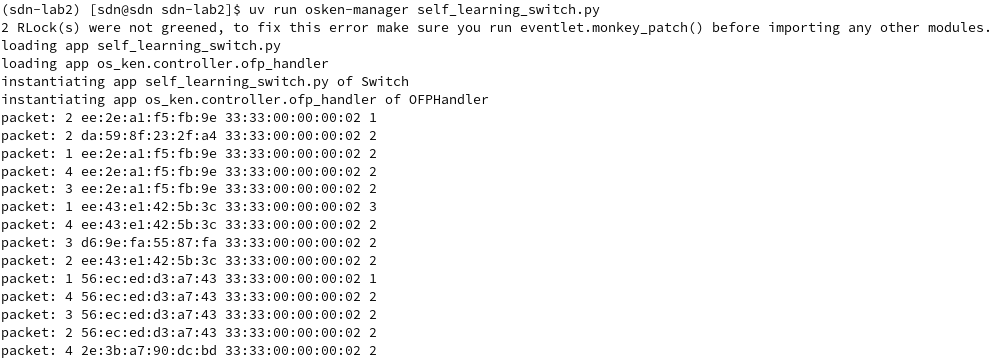 (sdn-lab2) [sdn@sdn sdn-lab2]$ uv run osken-manager self_learning_switch.py
2 RLock(s) were not greened, to fix this error make sure you run eventlet.monkey_patch() before importing any other modules.
loading app self_learning_switch.py
loading app os_ken.controller.ofp_handler
instantiating app self_learning_switch.py of Switch
instantiating app os_ken.controller.ofp_handler of OFPHandler
packet: 2 ee:2e:a1:f5:fb:9e 33:33:00:00:00:02 1
packet: 2 da:59:8f:23:2f:a4 33:33:00:00:00:02 2
packet: 1 ee:2e:a1:f5:fb:9e 33:33:00:00:00:02 2
packet: 4 ee:2e:a1:f5:fb:9e 33:33:00:00:00:02 2
packet: 3 ee:2e:a1:f5:fb:9e 33:33:00:00:00:02 2
packet: 1 ee:43:e1:42:5b:3c 33:33:00:00:00:02 3
packet: 4 ee:43:e1:42:5b:3c 33:33:00:00:00:02 2
packet: 3 d6:9e:fa:55:87:fa 33:33:00:00:00:02 2
packet: 2 ee:43:e1:42:5b:3c 33:33:00:00:00:02 2
packet: 1 56:ec:ed:d3:a7:43 33:33:00:00:00:02 1
packet: 4 56:ec:ed:d3:a7:43 33:33:00:00:00:02 2
packet: 3 56:ec:ed:d3:a7:43 33:33:00:00:00:02 2
packet: 2 56:ec:ed:d3:a7:43 33:33:00:00:00:02 2
packet: 4 2e:3b:a7:90:dc:bd 33:33:00:00:00:02 2